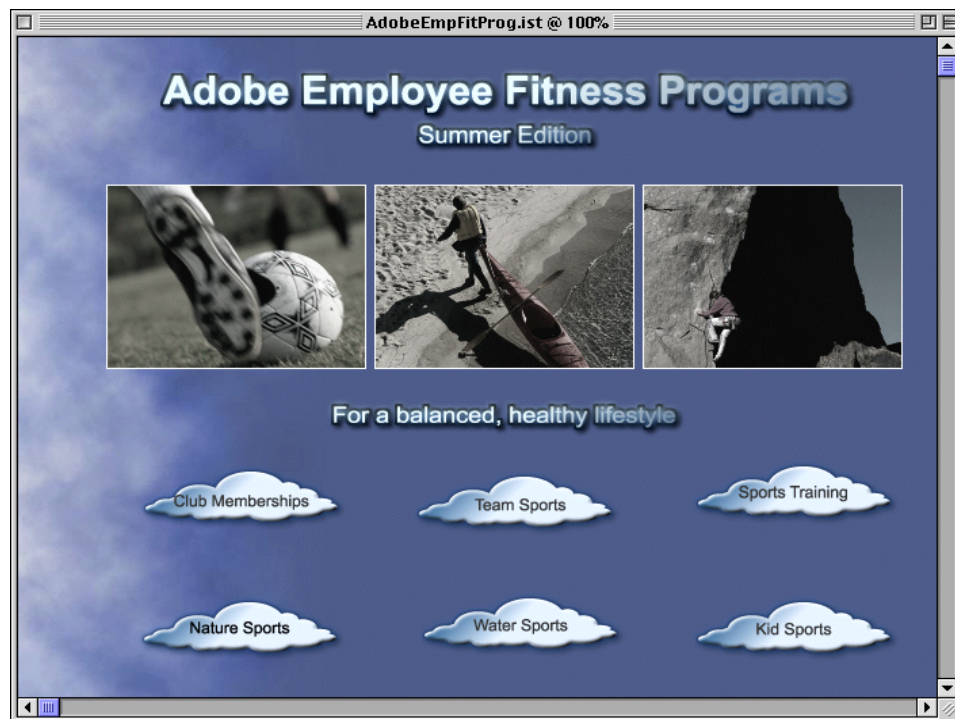 AdobeEmpFitProg.ist @ 100%
Adobe Employee Fitness Programs
Summer Edition
For a balanced, healthy lifestyle
Club Memberships
Team Sports
Sports Training
Nature Sports
Water Sports
Kid Sports